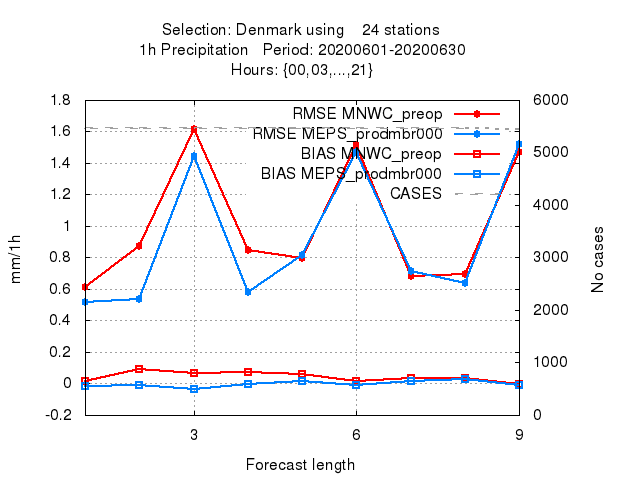 Selection: Denmark using 24 stations
1h Precipitation Period: 20200601-20200630
Hours: {00,03,...,21}
RMSE MNWC_preop
RMSE MEPS_prodmbr000
BIAS MNWC_preop
BIAS MEPS_prodmbr000
CASES
1.8
1.6
1.4
1.2
1
0.8
0.6
0.4
0.2
0
-0.2
mm/1h
6000
5000
4000
3000
2000
1000
0
No cases
3
6
9
Forecast length